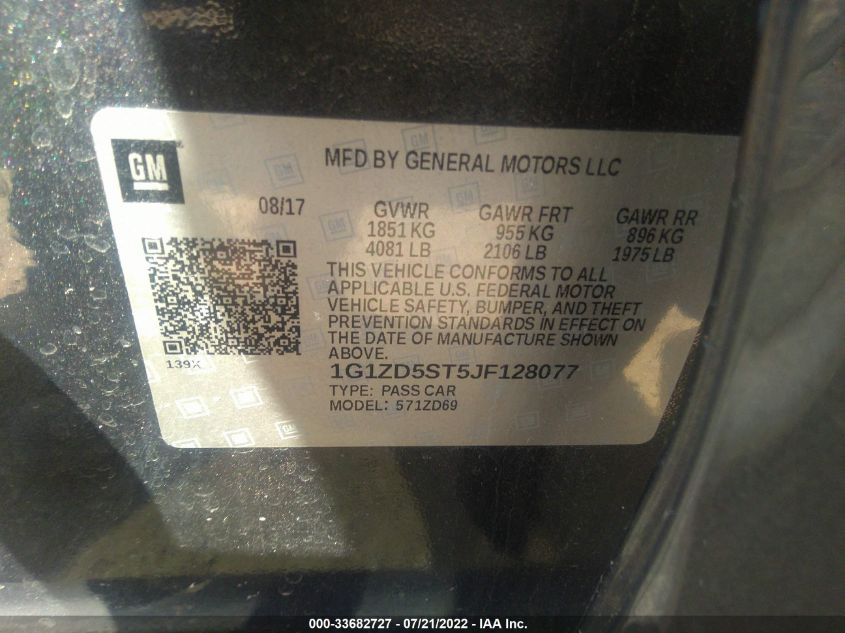 GM
MFD BY GENERAL MOTORS LLC
08/17 GVWR GAWR FRT GAWR RR
1851 KG 955 KG 896 KG
4081 LB 2106 LB 1975 LB
THIS VEHICLE CONFORMS TO ALL
APPLICABLE U.S. FEDERAL MOTOR
VEHICLE SAFETY, BUMPER, AND THEFT
PREVENTION STANDARDS IN EFFECT ON
THE DATE OF MANUFACTURE SHOWN
ABOVE.
139X
1G1ZD5ST5JF128077
TYPE: PASS CAR
MODEL: 571ZD69
000-33682727 - 07/21/2022 - IAA Inc.